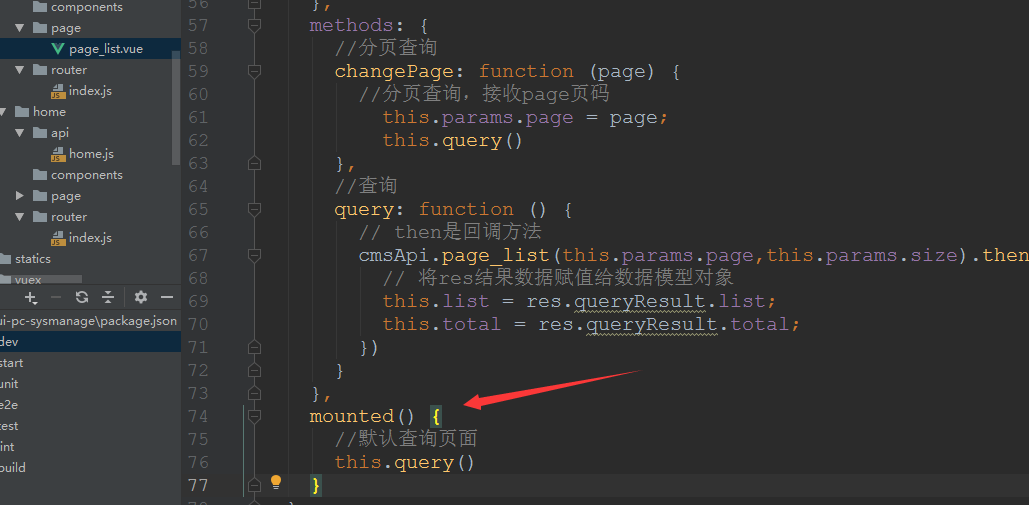 components
page
page_list.vue
router
index.js
home
api
home.js
components
page
router
index.js
statics
vuex
ui-pc-sysmanage\package.json
dev
start
unit
e2e
test
lint
build
56 },
57 methods: {
58 //分页查询
59 changePage: function (page) {
60 //分页查询，接收page页码
61 this.params.page = page;
62 this.query()
63 },
64 //查询
65 query: function () {
66 // then是回调方法
67 cmsApi.page_list(this.params.page,this.params.size).then
68 // 将res结果数据赋值给数据模型对象
69 this.list = res.queryResult.list;
70 this.total = res.queryResult.total;
71 })
72 }
73 },
74 mounted() {
75 //默认查询页面
76 this.query()
77 }